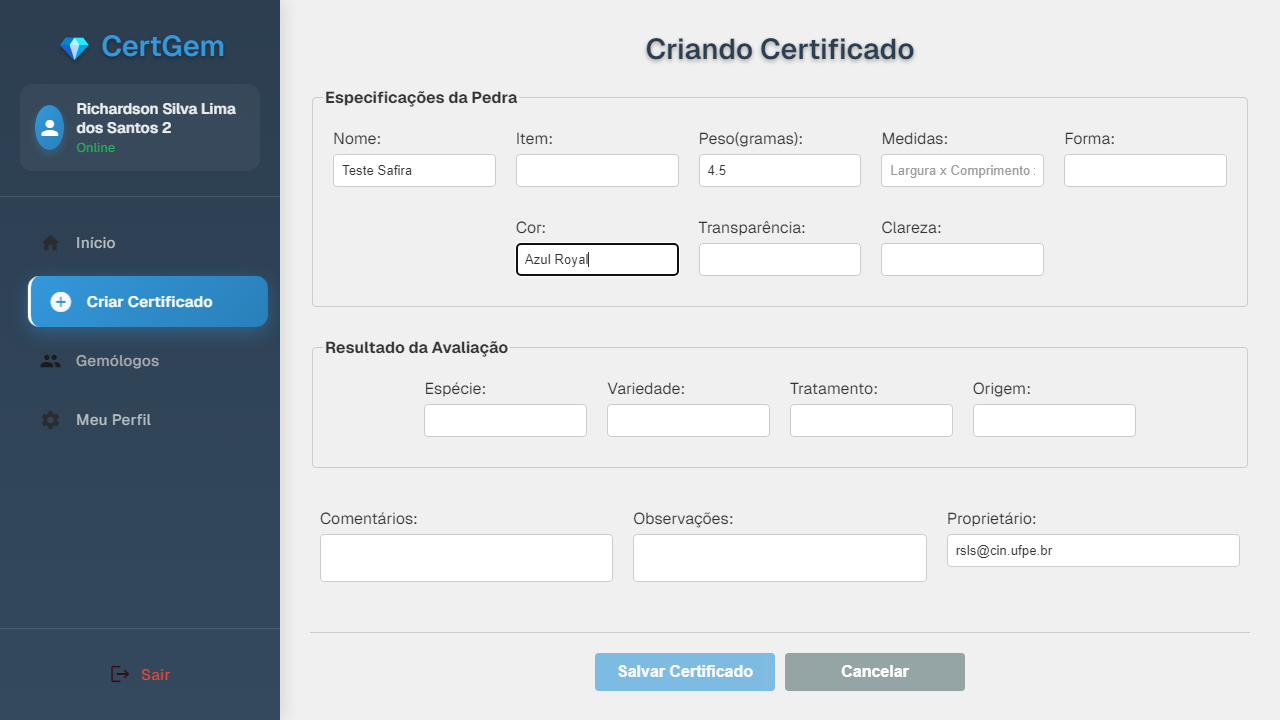 CertGem
Richardson Silva Lima
dos Santos 2
Online
Início
Criar Certificado
Gemólogos
Meu Perfil
Sair
Criando Certificado
Especificações da Pedra
Nome: Item: Peso(gramas): Medidas: Forma:
Teste Safira 4.5 Largura x Comprimento
Cor: Transparência: Clareza:
Azul Royal
Resultado da Avaliação
Espécie: Variedade: Tratamento: Origem:
Comentários: Observações: Proprietário:
rsls@cin.ufpe.br
Salvar Certificado Cancelar